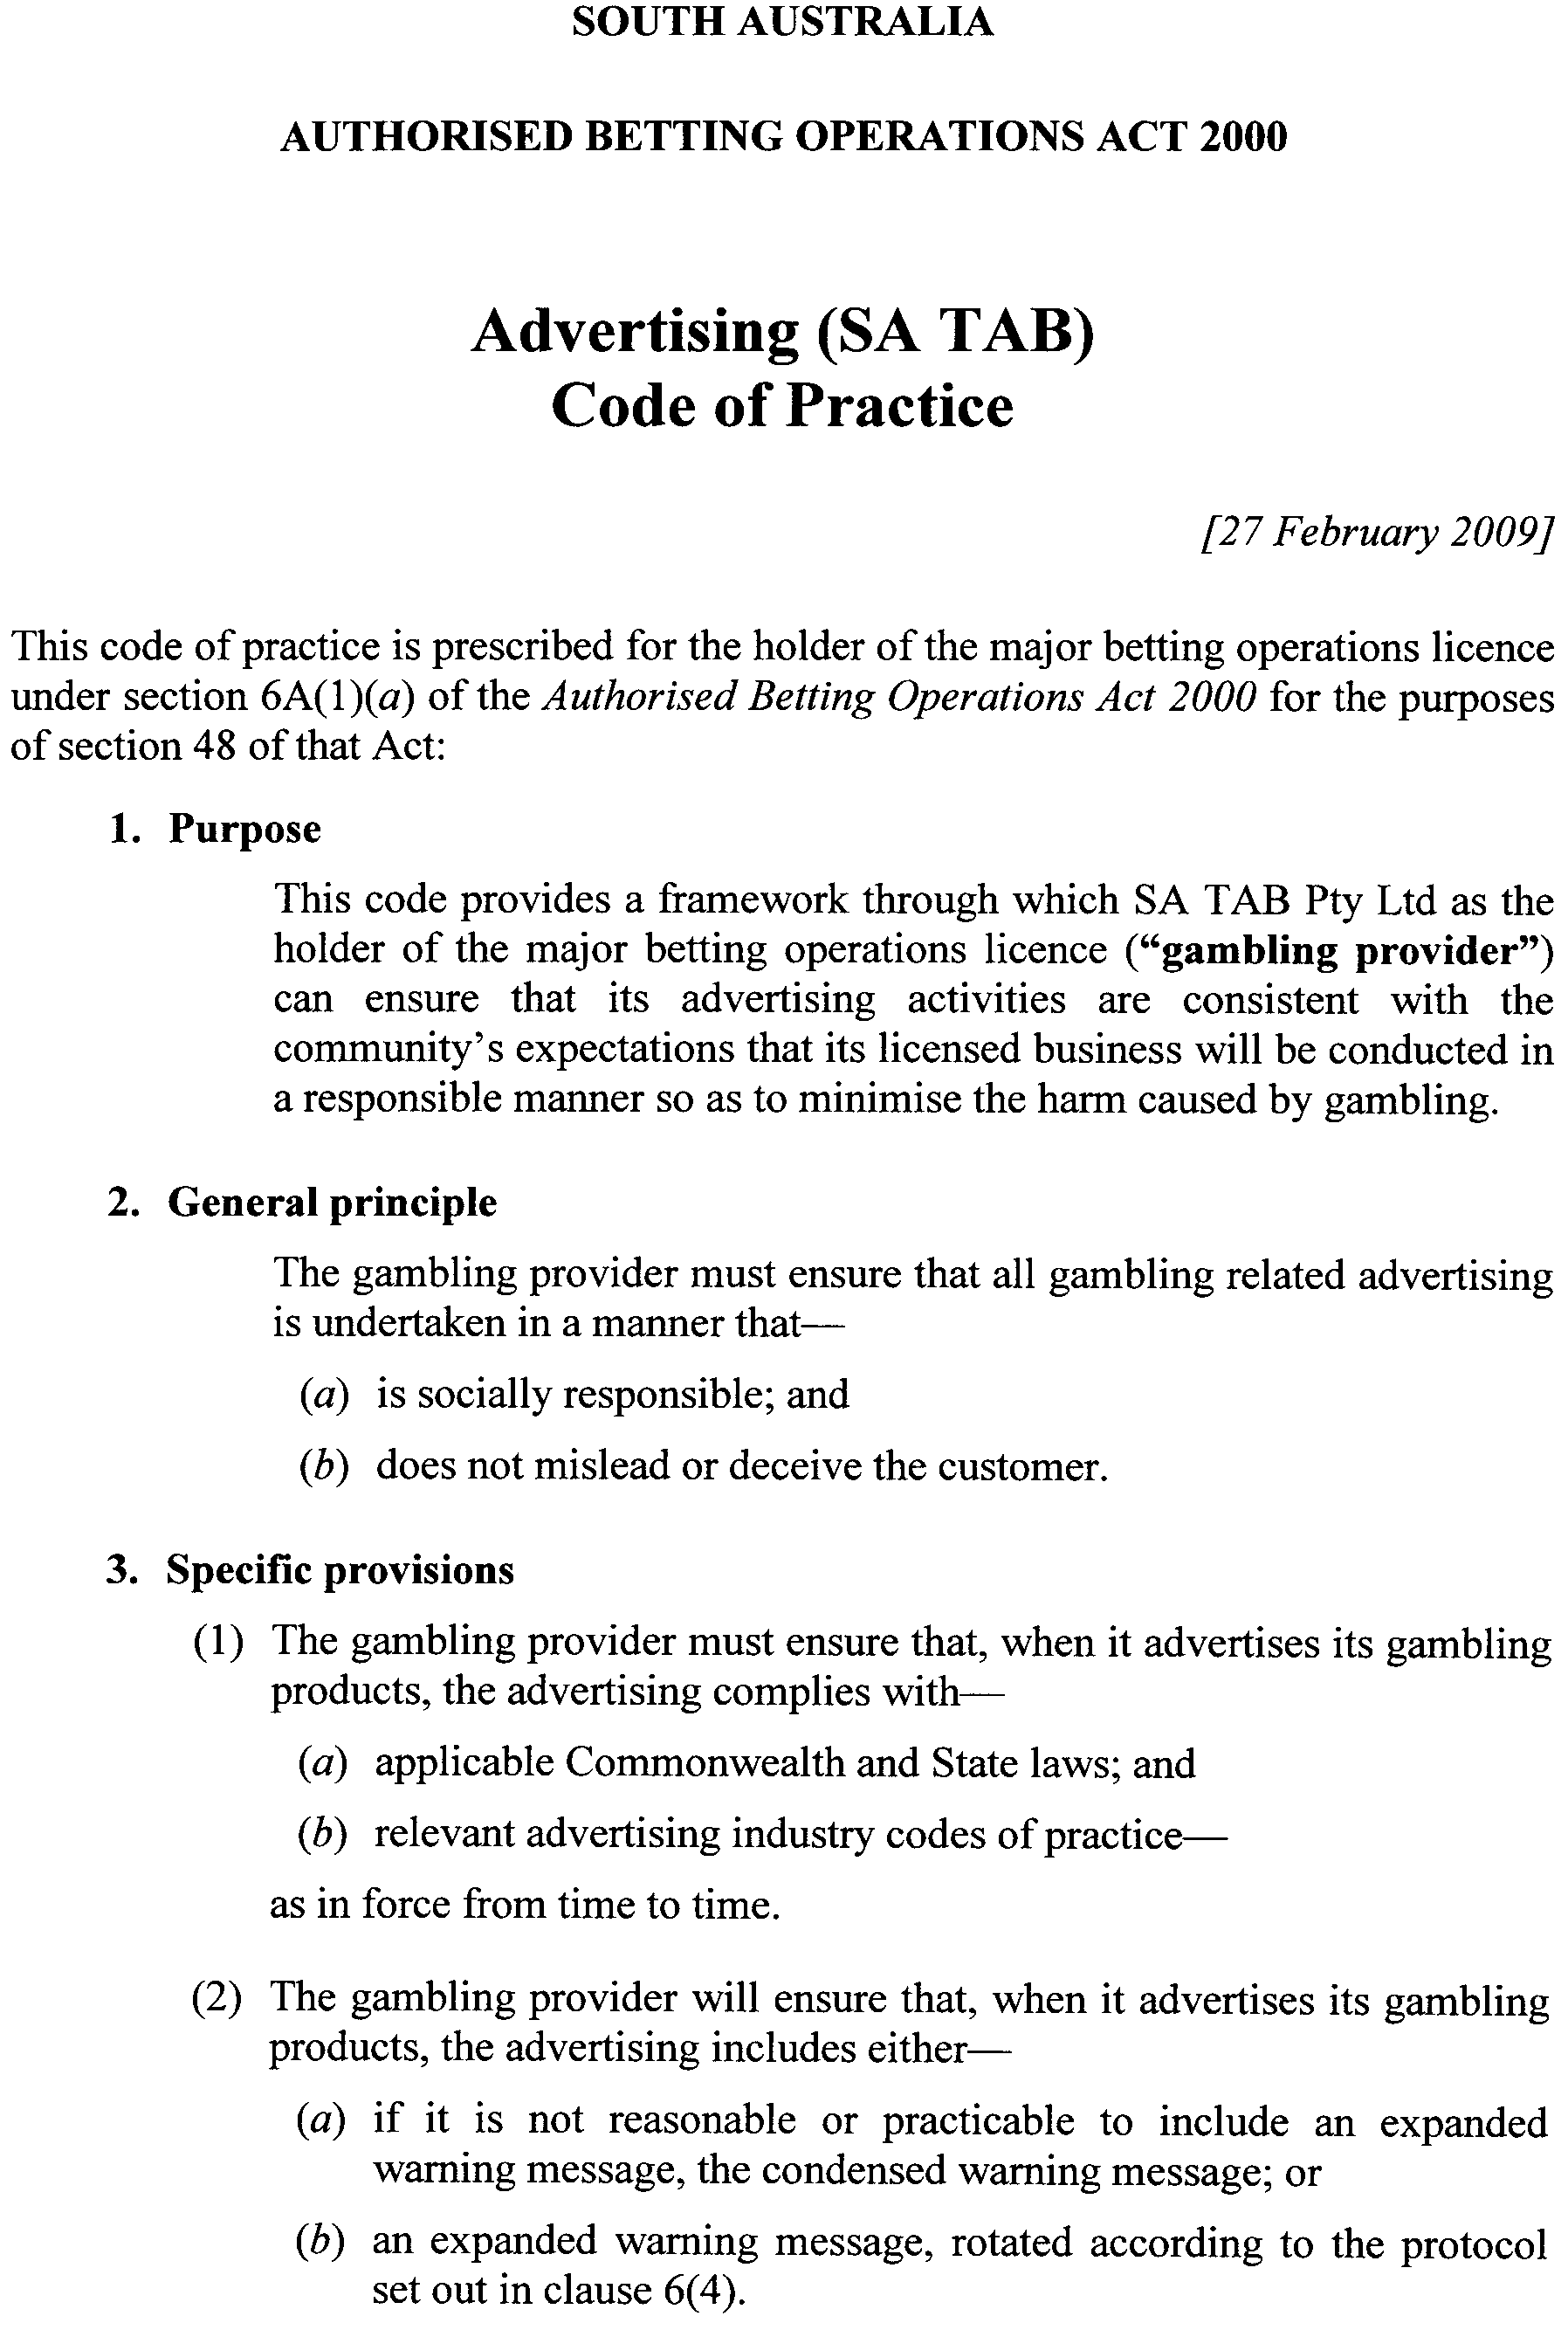 SOUTH AUSTRALIA
AUTHORISED BETTING OPERATIONS ACT 2000
Advertising (SA TAB)
Code of Practice
[27 February 2009]
This code of practice is prescribed for the holder of the major betting operations licence
under section 6A(1)(a) of the Authorised Betting Operations Act 2000 for the purposes
of section 48 of that Act:
1. Purpose
This code provides a framework through which SA TAB Pty Ltd as the
holder of the major betting operations licence (“gambling provider”)
can ensure that its advertising activities are consistent with the
community’s expectations that its licensed business will be conducted in
a responsible manner so as to minimise the harm caused by gambling.
2. General principle
The gambling provider must ensure that all gambling related advertising
is undertaken in a manner that—
(a) is socially responsible; and
(b) does not mislead or deceive the customer.
3. Specific provisions
(1) The gambling provider must ensure that, when it advertises its gambling
products, the advertising complies with—
(a) applicable Commonwealth and State laws; and
(b) relevant advertising industry codes of practice—
as in force from time to time.
(2) The gambling provider will ensure that, when it advertises its gambling
products, the advertising includes either—
(a) if it is not reasonable or practicable to include an expanded
warning message, the condensed warning message; or
(b) an expanded warning message, rotated according to the protocol
set out in clause 6(4).